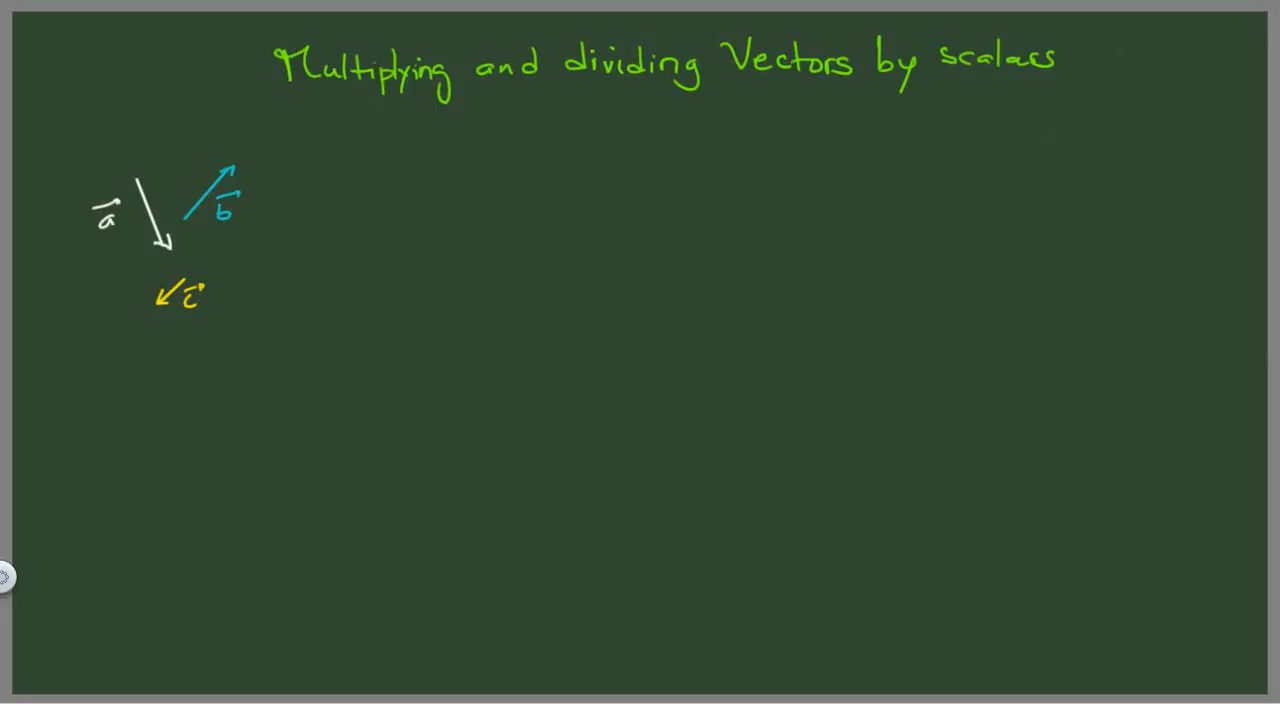 Multiplying and dividing Vectors by scalars
a⃗
b⃗
c⃗